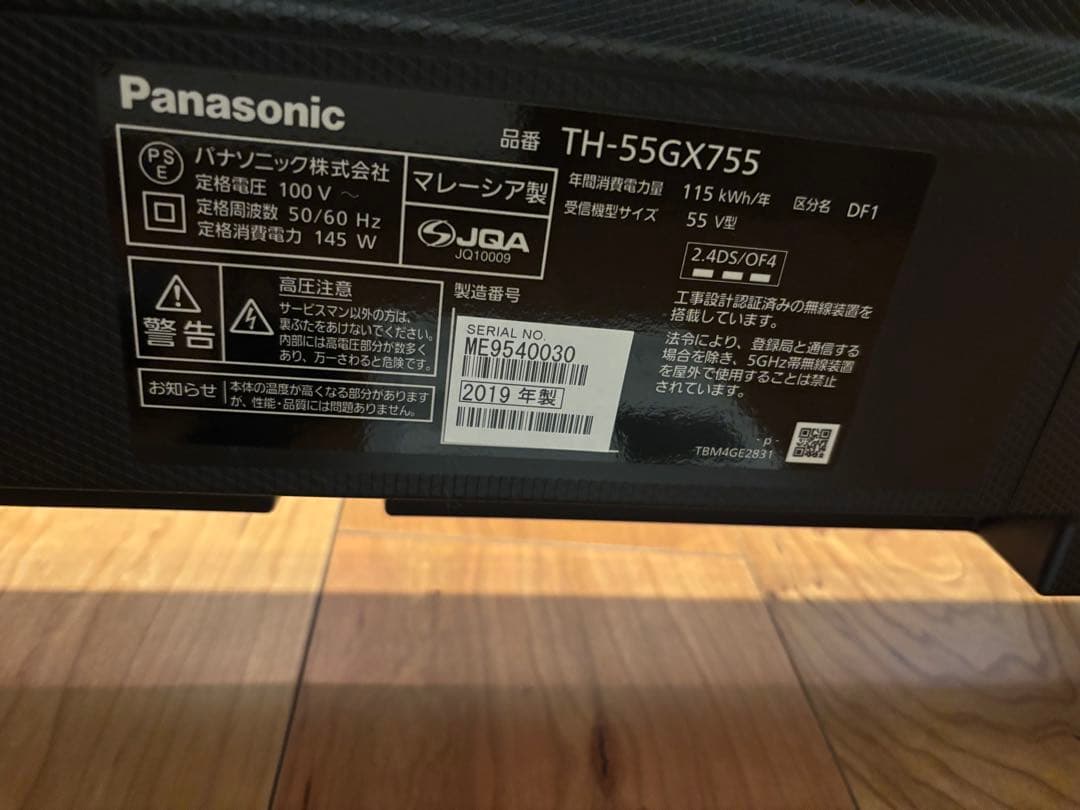 Panasonic
品番 TH-55GX755
PSE
パナソニック株式会社
定格電圧 100 V ~
定格周波数 50/60 Hz
定格消費電力 145 W
マレーシア製
JQA
JQ10009
年間消費電力量 115 kWh/年 区分名 DF1
受信機型サイズ 55 V型
2.4DS/OF4
警告
高圧注意
サービスマン以外の方は、
裏ぶたをあけないでください。
内部には高電圧部分が数多く
あり、万一さわると危険です。
お知らせ
本体の温度が高くなる部分があります
が、性能・品質には問題ありません。
製造番号
SERIAL NO.
ME9540030
2019 年製
工事設計認証済みの無線装置を
搭載しています。
法令により、登録局と通信する
場合を除き、5GHz帯無線装置
を屋外で使用することは禁止
されています。
- p -
TBM4GE2831